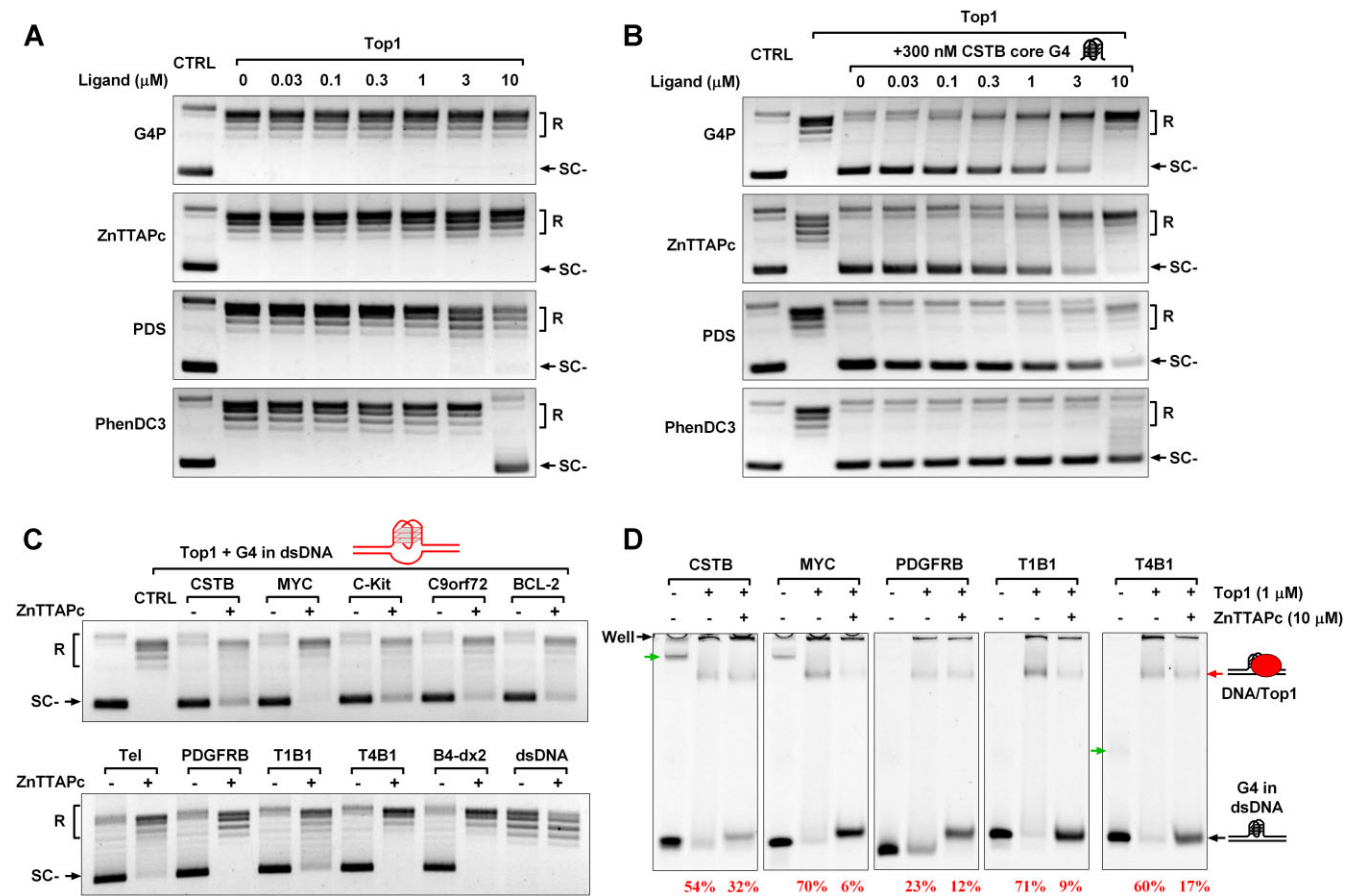 A
Top1
CTRL
Ligand (μM) 0 0.03 0.1 0.3 1 3 10
G4P R
SC-
ZnTTAPc R
SC-
PDS R
SC-
PhenDC3 R
SC-
B
Top1
CTRL +300 nM CSTB core G4
Ligand (μM) 0 0.03 0.1 0.3 1 3 10
G4P R
SC-
ZnTTAPc R
SC-
PDS R
SC-
PhenDC3 R
SC-
C
Top1 + G4 in dsDNA
CTRL CSTB MYC C-Kit C9orf72 BCL-2
ZnTTAPc - + - + - + - + - +
R
SC-
Tel PDGFRB T1B1 T4B1 B4-dx2 dsDNA
ZnTTAPc - + - + - + - + - + - +
R
SC-
D
CSTB MYC PDGFRB T1B1 T4B1
- + + - + + - + + - + + - + + Top1 (1 μM)
+ + + + + ZnTTAPc (10 μM)
Well
DNA/Top1
G4 in
dsDNA
54% 32% 70% 6% 23% 12% 71% 9% 60% 17%